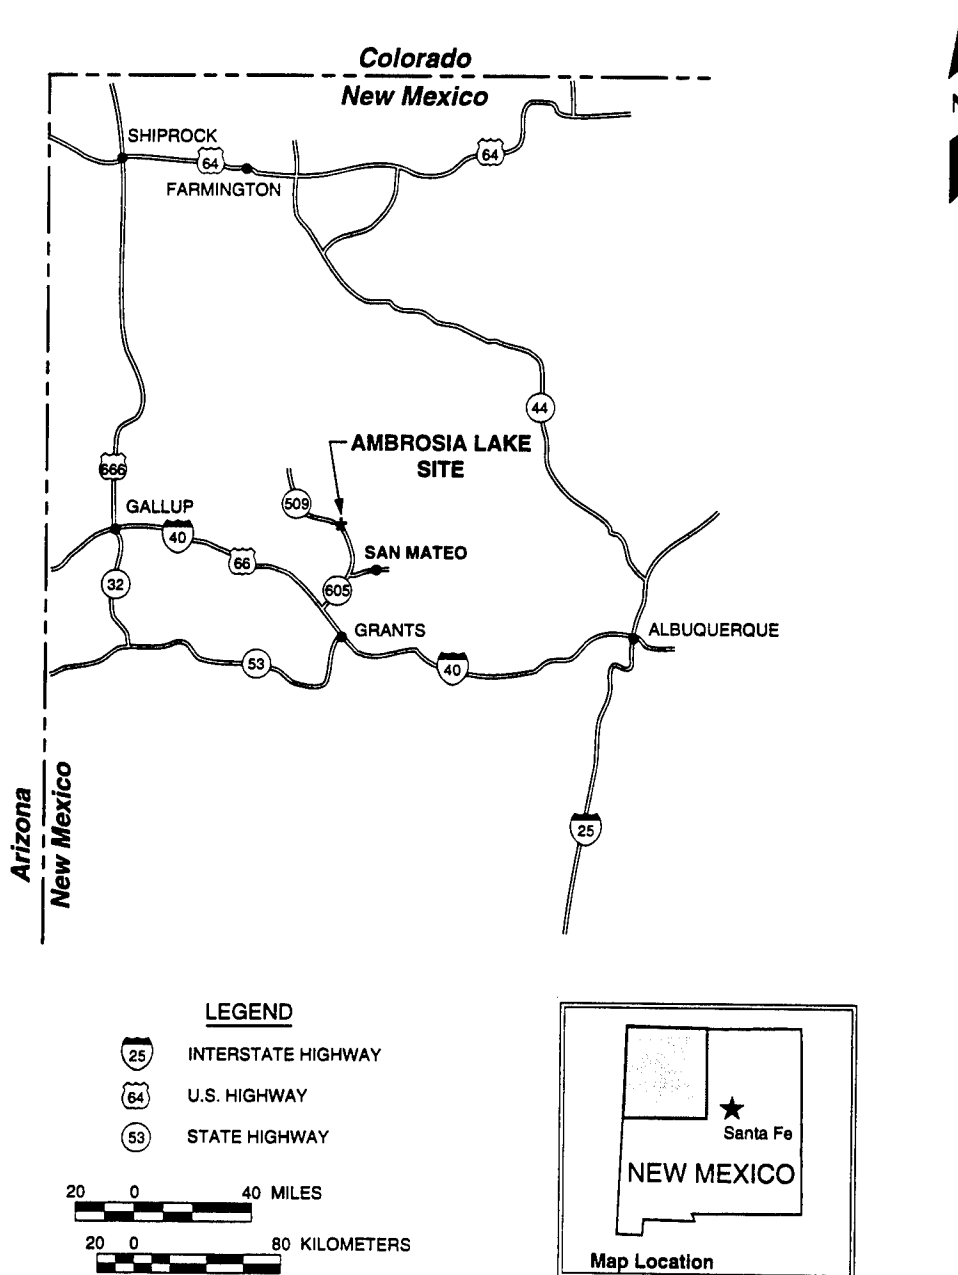 Colorado
New Mexico
N
SHIPROCK
64
64
FARMINGTON
44
AMBROSIA LAKE
SITE
666
509
GALLUP
40
SAN MATEO
66
32
605
GRANTS
ALBUQUERQUE
53
40
Arizona
New Mexico
25
LEGEND
25 INTERSTATE HIGHWAY
64 U.S. HIGHWAY
53 STATE HIGHWAY
20 0 40 MILES
20 0 80 KILOMETERS
Santa Fe
NEW MEXICO
Map Location